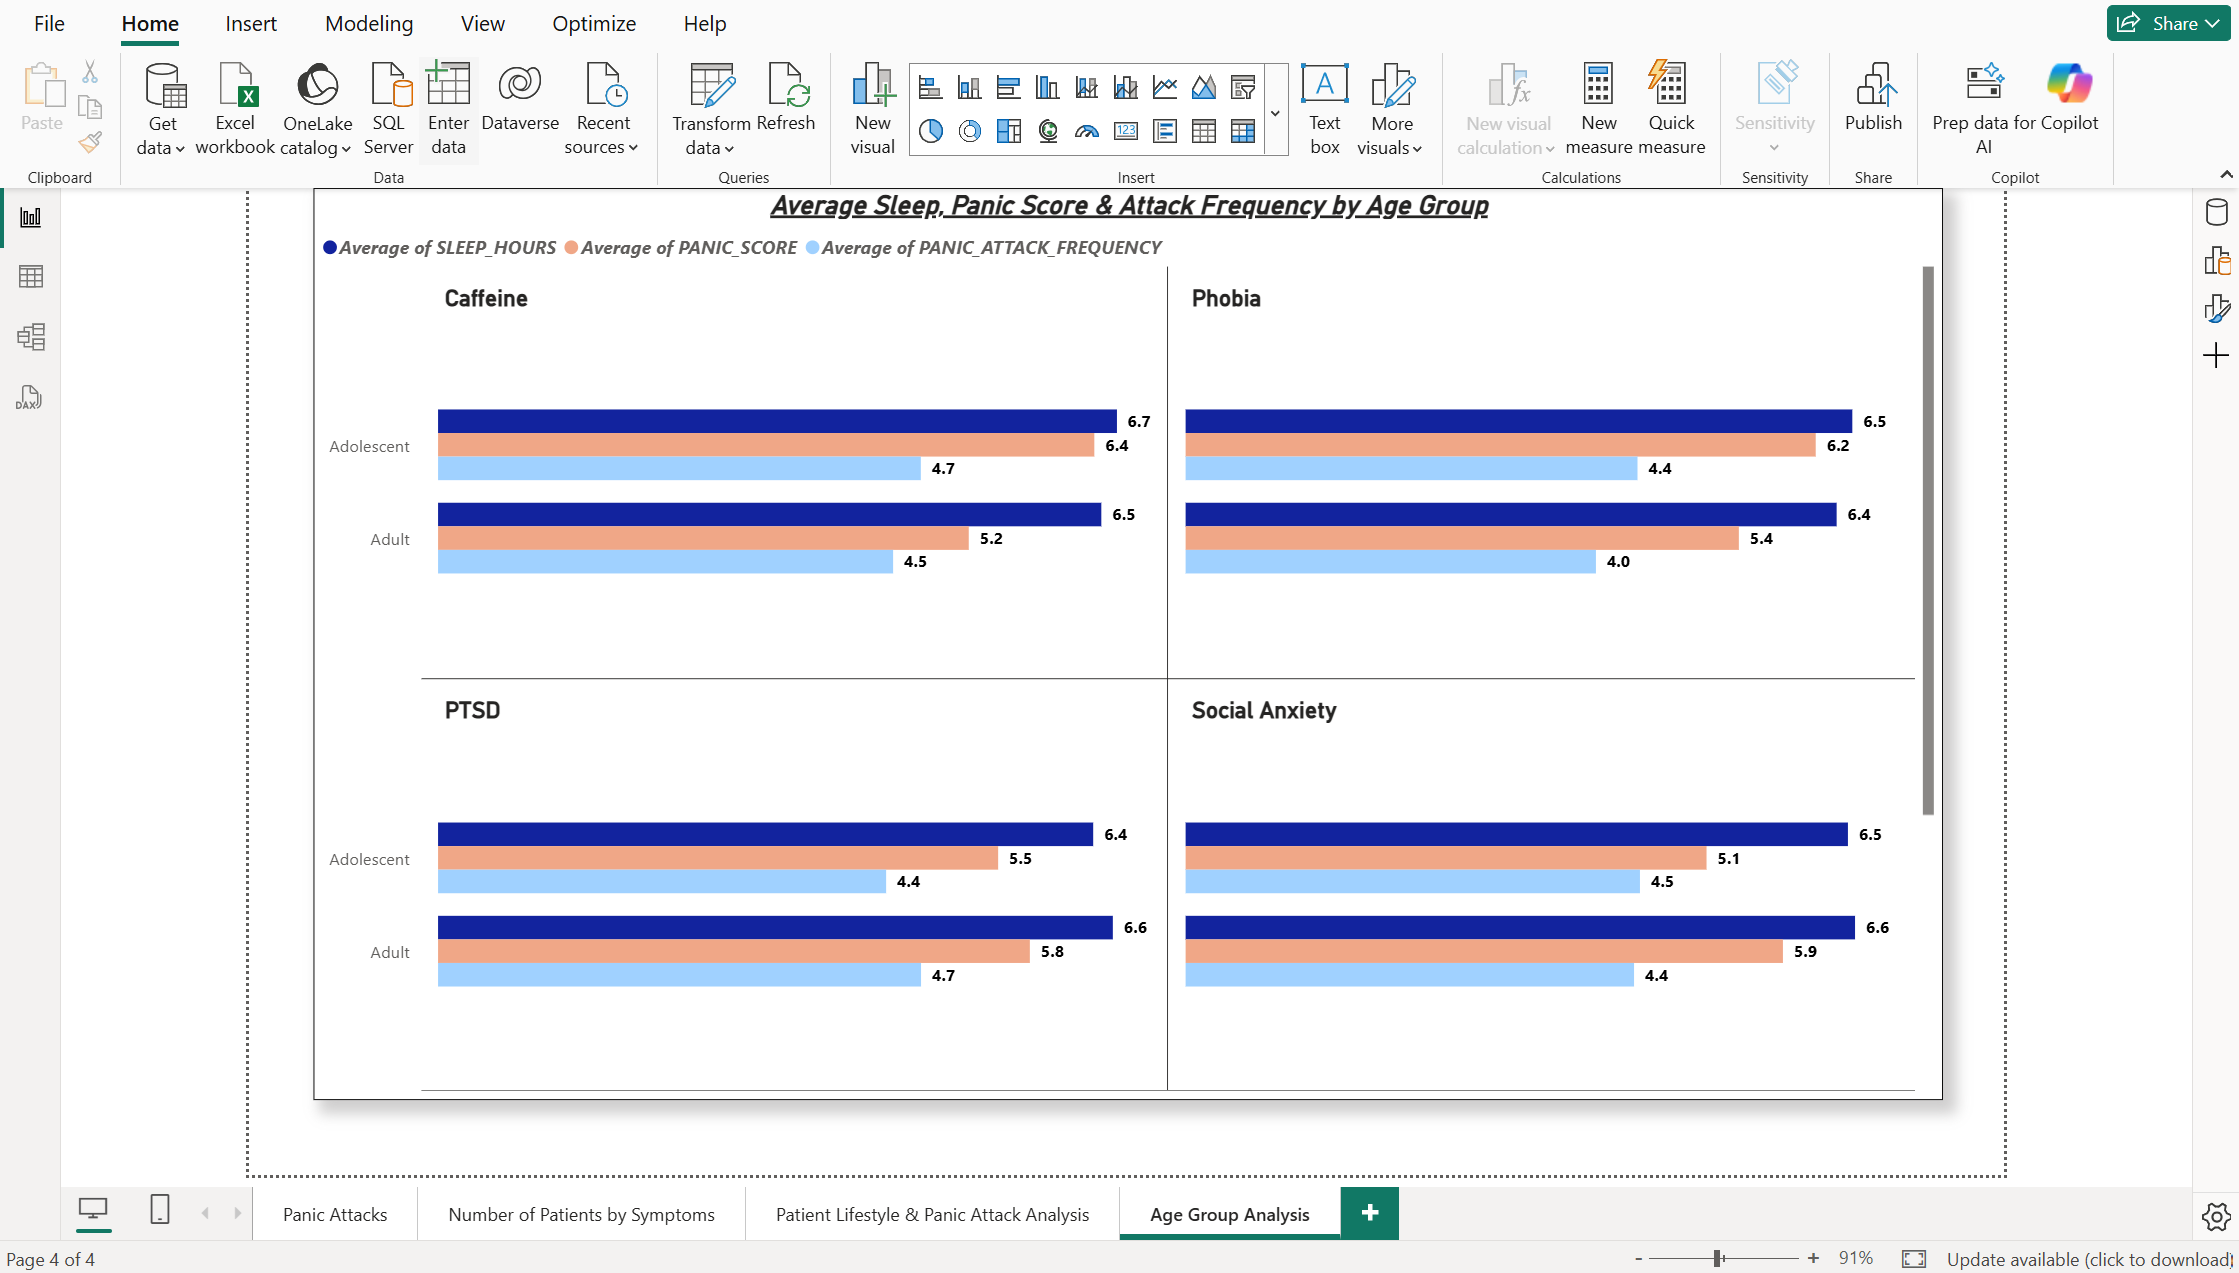 File Home Insert Modeling View Optimize Help Share
Paste
Get data
Excel workbook
OneLake catalog
SQL Server
Enter data
Dataverse
Recent sources
Transform data
Refresh
New visual
123
A
Text box
More visuals
fx
New visual calculation
New measure
Quick measure
Sensitivity
Publish
Prep data for AI
Copilot
Clipboard Data Queries Insert Calculations Sensitivity Share Copilot
DAX
Average Sleep, Panic Score & Attack Frequency by Age Group
Average of SLEEP_HOURS Average of PANIC_SCORE Average of PANIC_ATTACK_FREQUENCY
Caffeine
Adolescent
6.7
6.4
4.7
Adult
6.5
5.2
4.5
Phobia
6.5
6.2
4.4
6.4
5.4
4.0
PTSD
Adolescent
6.4
5.5
4.4
Adult
6.6
5.8
4.7
Social Anxiety
6.5
5.1
4.5
6.6
5.9
4.4
Panic Attacks Number of Patients by Symptoms Patient Lifestyle & Panic Attack Analysis Age Group Analysis +
Page 4 of 4 - + 91% Update available (click to download)